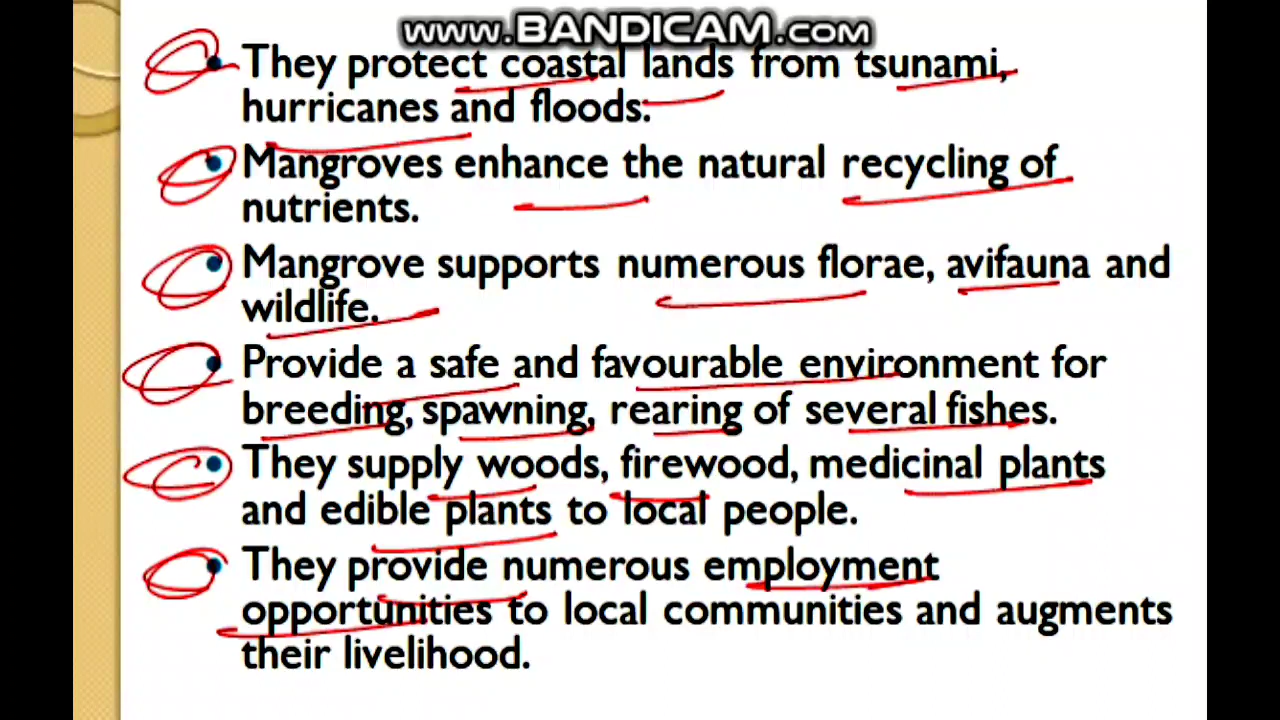 www.BANDICAM.com
They protect coastal lands from tsunami,
hurricanes and floods.
Mangroves enhance the natural recycling of
nutrients.
Mangrove supports numerous florae, avifauna and
wildlife.
Provide a safe and favourable environment for
breeding, spawning, rearing of several fishes.
They supply woods, firewood, medicinal plants
and edible plants to local people.
They provide numerous employment
opportunities to local communities and augments
their livelihood.